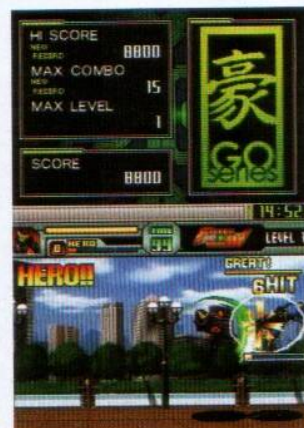 HI SCORE
NEW
RECORD 8800
MAX COMBO
NEW
RECORD 15
MAX LEVEL
1
SCORE
8800
豪
GO
series
14:52
0 HERO
TIME
LEVEL
HERO!!
GREAT!
6HIT